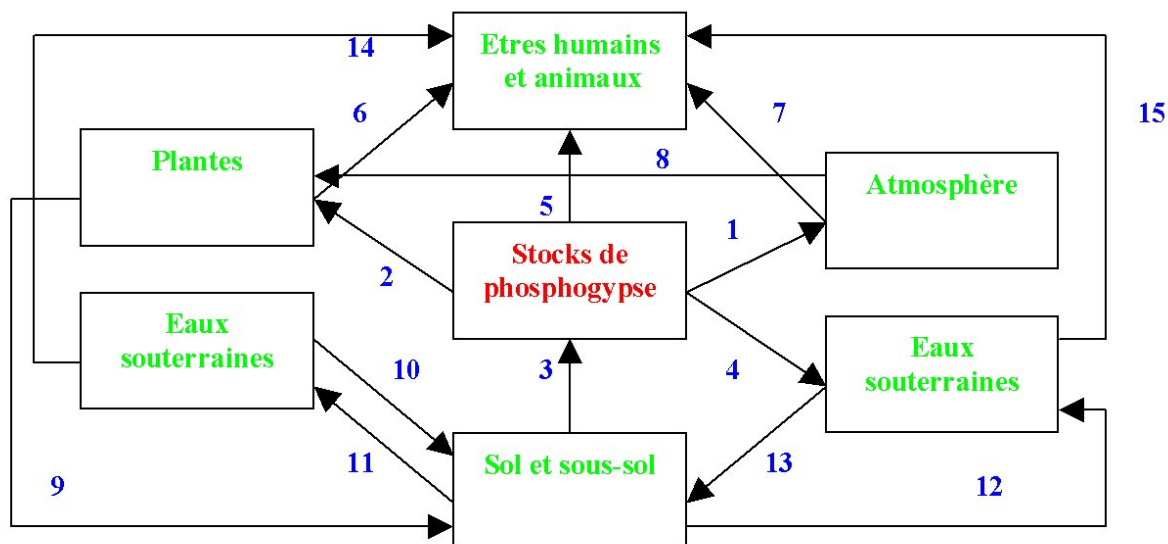 14
Etres humains
et animaux
6
7
15
Plantes
8
Atmosphère
5
1
Stocks de
phosphogypse
2
Eaux
souterraines
10
3
4
Eaux
souterraines
11
Sol et sous-sol
13
9
12